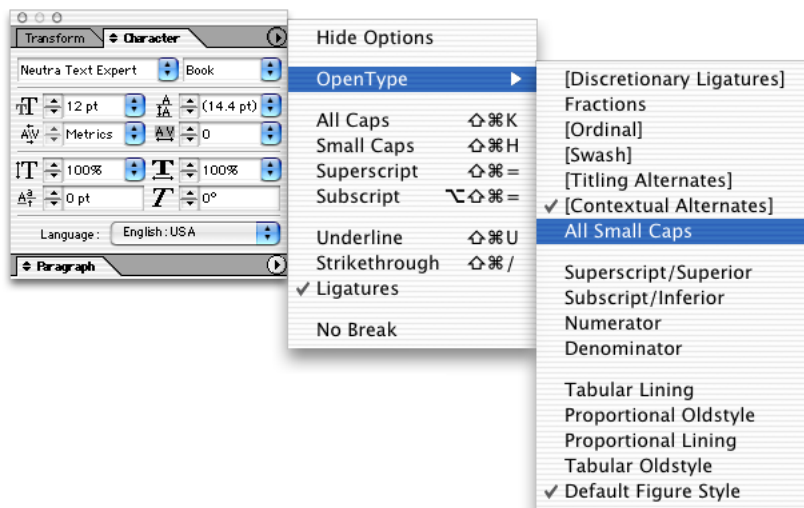 Transform Character
Neutra Text Expert Book
12 pt (14.4 pt)
Metrics 0
100% 100%
0 pt 0°
Language: English: USA
Paragraph
Hide Options
OpenType
All Caps ⇧⌘K
Small Caps ⇧⌘H
Superscript ⇧⌘=
Subscript ⌥⇧⌘=
Underline ⇧⌘U
Strikethrough ⇧⌘/
✓ Ligatures
No Break
[Discretionary Ligatures]
Fractions
[Ordinal]
[Swash]
[Titling Alternates]
✓ [Contextual Alternates]
All Small Caps
Superscript/Superior
Subscript/Inferior
Numerator
Denominator
Tabular Lining
Proportional Oldstyle
Proportional Lining
Tabular Oldstyle
✓ Default Figure Style